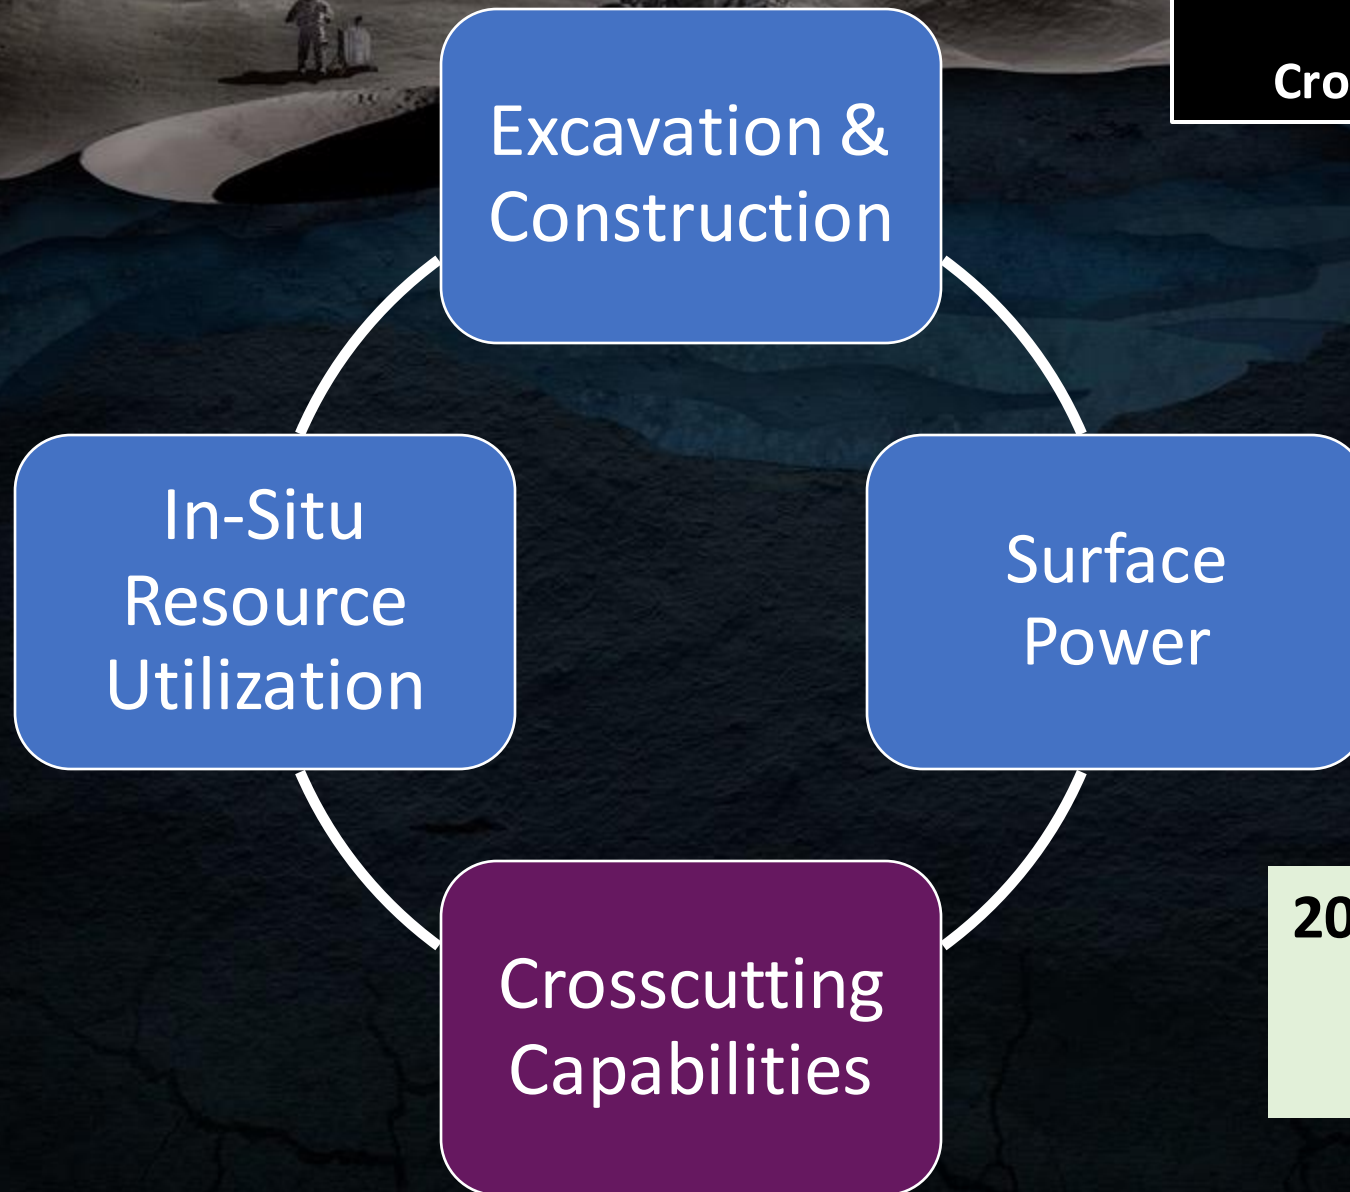 Excavation &
Construction
In-Situ
Resource
Utilization
Surface
Power
Crosscutting
Capabilities